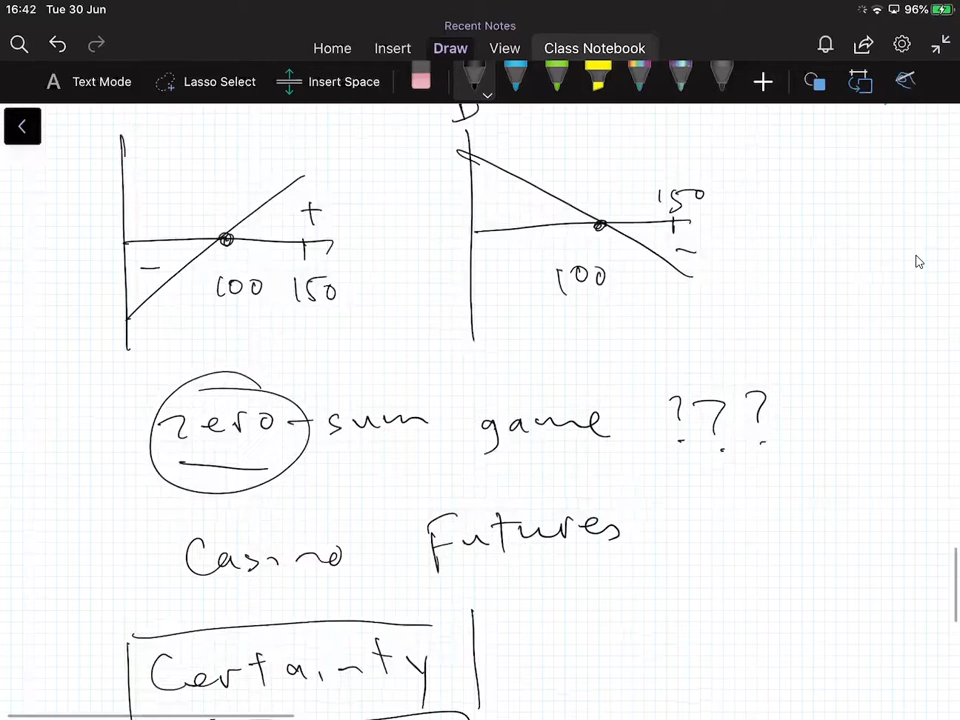 16:42 Tue 30 Jun
96%
Recent Notes
Home Insert Draw View Class Notebook
Text Mode Lasso Select Insert Space
D
+
-
100 150
150
-
100
zero-sum game ???
Casino Futures
Certainty